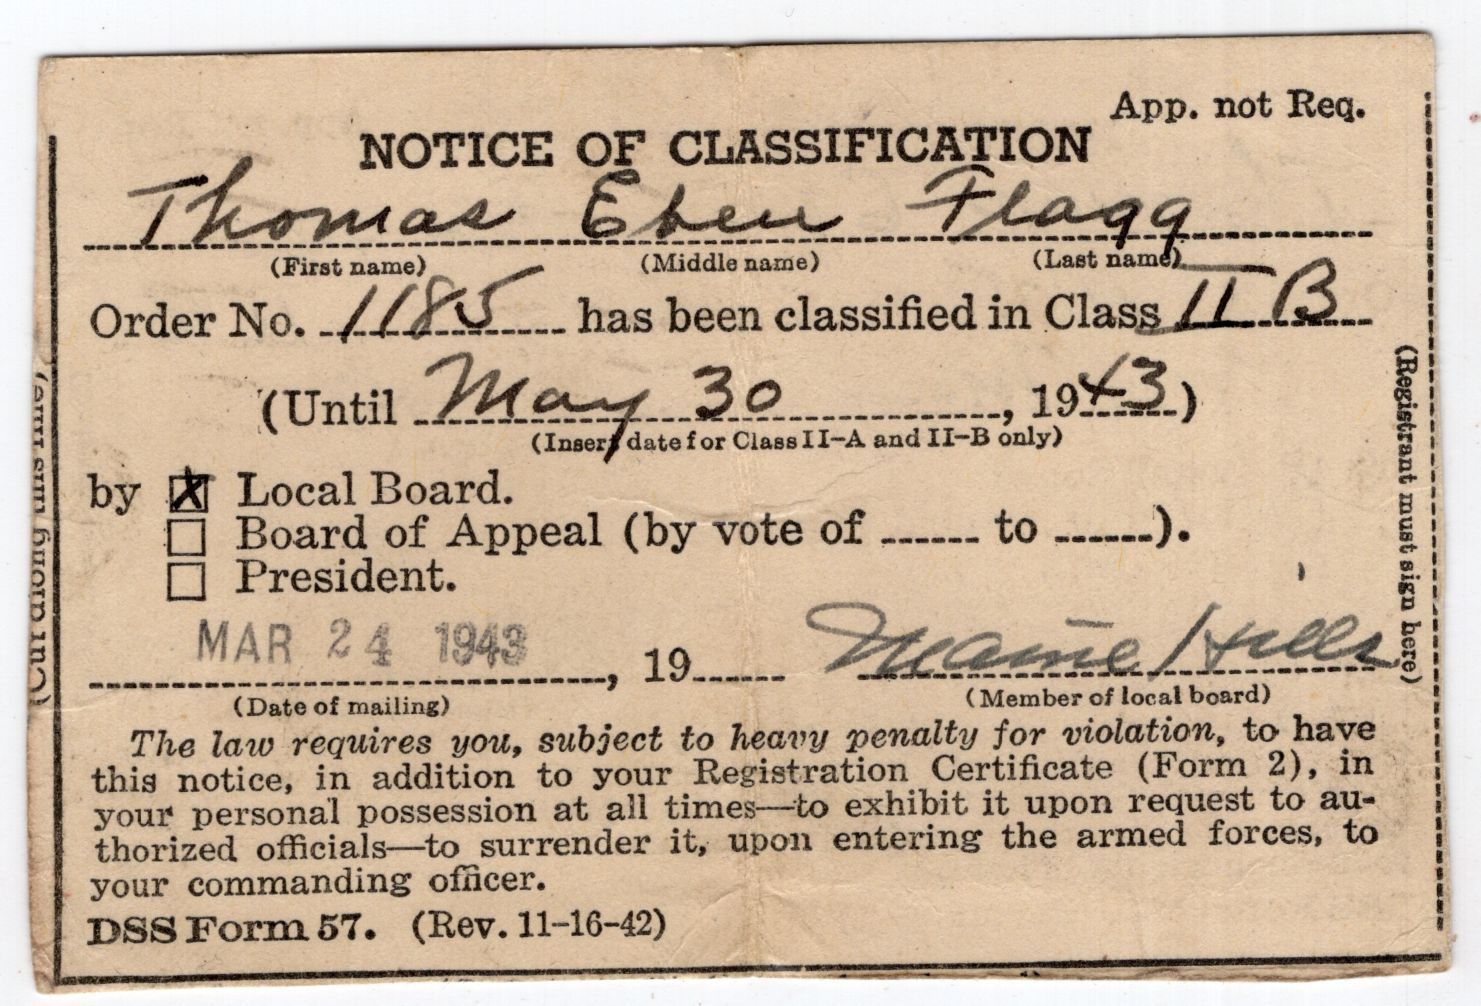 App. not Req.
NOTICE OF CLASSIFICATION
Thomas Eben Flagg
(First name) (Middle name) (Last name)
Order No. 1185 has been classified in Class II B
(Until May 30, 1943)
(Insert date for Class II-A and II-B only)
by ☒ Local Board.
☐ Board of Appeal (by vote of ------ to ------).
☐ President.
MAR 24 1943, 19------ Maine Hills
(Date of mailing) (Member of local board)
The law requires you, subject to heavy penalty for violation, to have
this notice, in addition to your Registration Certificate (Form 2), in
your personal possession at all times—to exhibit it upon request to au-
thorized officials—to surrender it, upon entering the armed forces, to
your commanding officer.
DSS Form 57. (Rev. 11-16-42)
(Registrant must sign here)
(Cut along this line)